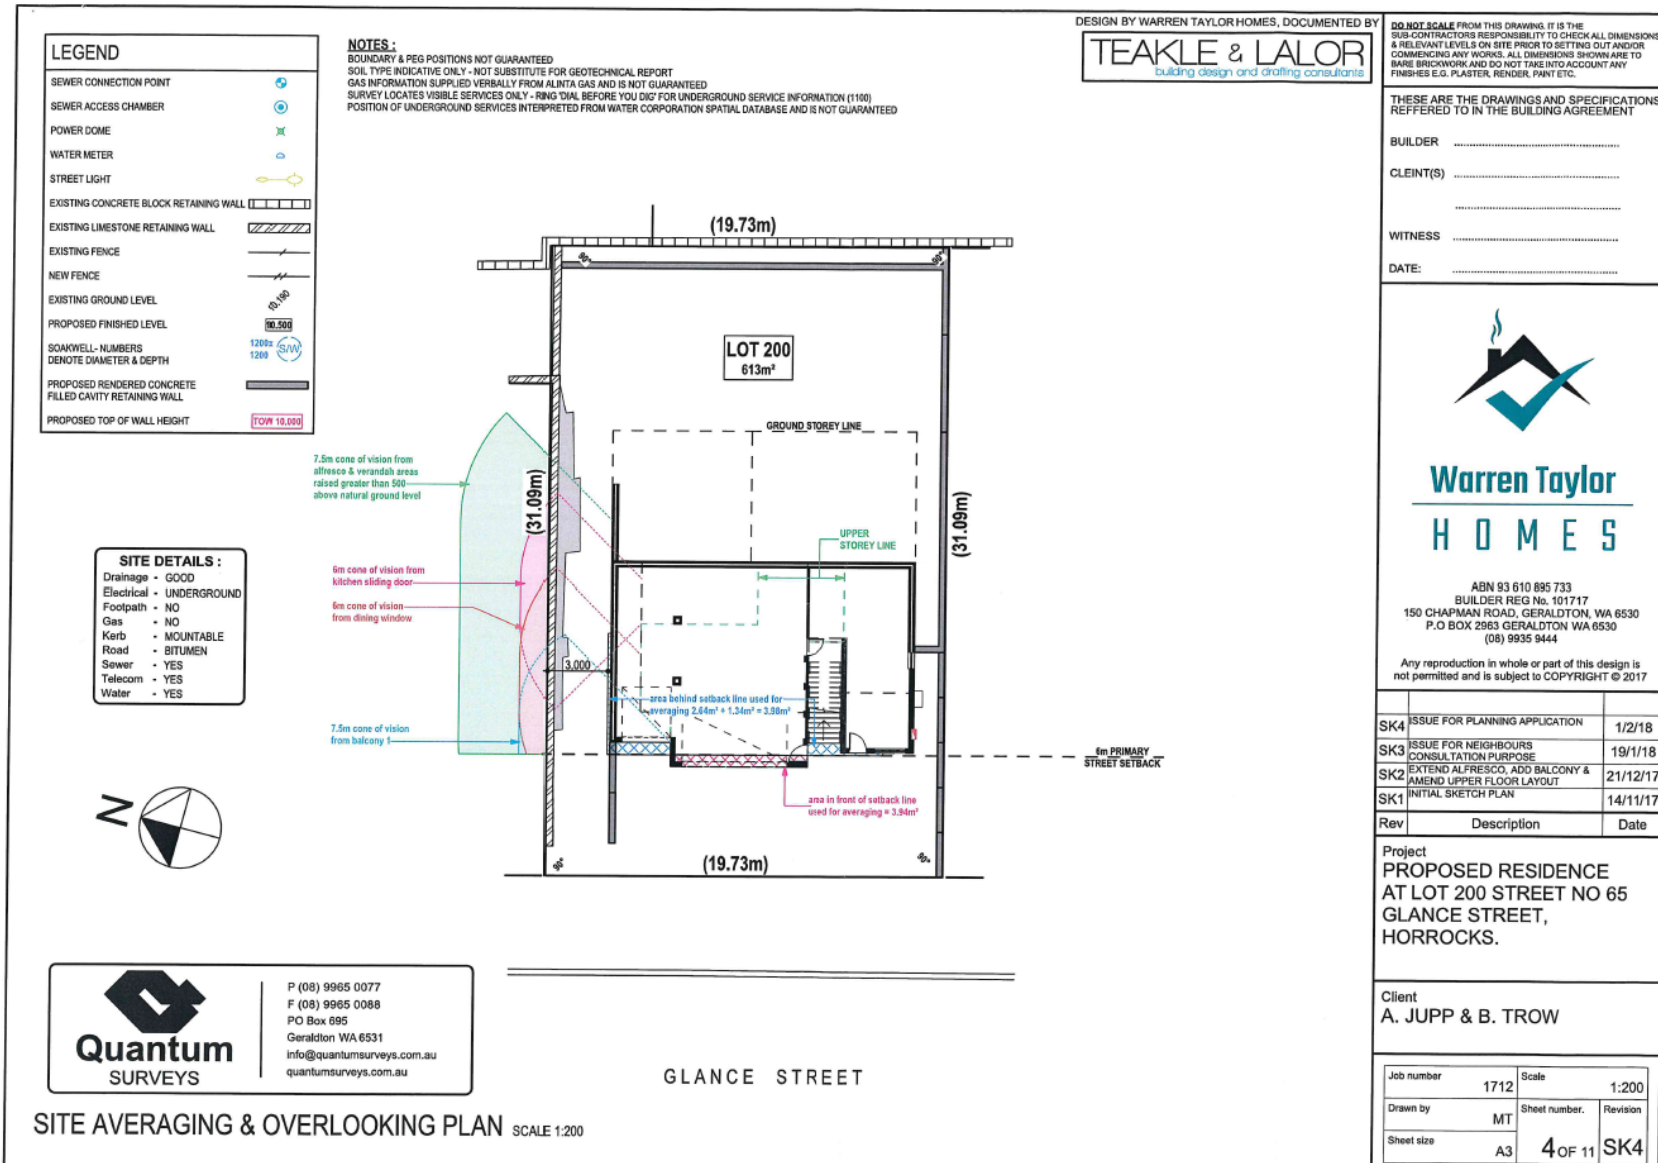 DESIGN BY WARREN TAYLOR HOMES, DOCUMENTED BY
TEAKLE & LALOR
building design and drafting consultants
LEGEND
SEWER CONNECTION POINT
SEWER ACCESS CHAMBER
POWER DOME
WATER METER
STREET LIGHT
EXISTING CONCRETE BLOCK RETAINING WALL
EXISTING LIMESTONE RETAINING WALL
EXISTING FENCE
NEW FENCE
EXISTING GROUND LEVEL
10.190
PROPOSED FINISHED LEVEL
10.500
SOAKWELL- NUMBERS
DENOTE DIAMETER & DEPTH
1200x
1200
S/W
PROPOSED RENDERED CONCRETE
FILLED CAVITY RETAINING WALL
PROPOSED TOP OF WALL HEIGHT
TOW 10.000
NOTES :
BOUNDARY & PEG POSITIONS NOT GUARANTEED
SOIL TYPE INDICATIVE ONLY - NOT SUBSTITUTE FOR GEOTECHNICAL REPORT
GAS INFORMATION SUPPLIED VERBALLY FROM ALINTA GAS AND IS NOT GUARANTEED
SURVEY LOCATES VISIBLE SERVICES ONLY - RING 'DIAL BEFORE YOU DIG' FOR UNDERGROUND SERVICE INFORMATION (1100)
POSITION OF UNDERGROUND SERVICES INTERPRETED FROM WATER CORPORATION SPATIAL DATABASE AND IS NOT GUARANTEED
(19.73m)
90°
90°
LOT 200
613m²
GROUND STOREY LINE
7.5m cone of vision from
alfresco & verandah areas
raised greater than 500
above natural ground level
(31.09m)
(31.09m)
UPPER
STOREY LINE
6m cone of vision from
kitchen sliding door
6m cone of vision
from dining window
3,000
area behind setback line used for
averaging 2.64m² + 1.34m² = 3.98m²
7.5m cone of vision
from balcony 1
6m PRIMARY
STREET SETBACK
area in front of setback line
used for averaging = 3.94m²
90°
90°
(19.73m)
GLANCE STREET
SITE DETAILS :
Drainage - GOOD
Electrical - UNDERGROUND
Footpath - NO
Gas - NO
Kerb - MOUNTABLE
Road - BITUMEN
Sewer - YES
Telecom - YES
Water - YES
N
Quantum
SURVEYS
P (08) 9965 0077
F (08) 9965 0088
PO Box 695
Geraldton WA 6531
info@quantumsurveys.com.au
quantumsurveys.com.au
SITE AVERAGING & OVERLOOKING PLAN SCALE 1:200
DO NOT SCALE FROM THIS DRAWING. IT IS THE
SUB-CONTRACTORS RESPONSIBILITY TO CHECK ALL DIMENSIONS
& RELEVANT LEVELS ON SITE PRIOR TO SETTING OUT AND/OR
COMMENCING ANY WORKS. ALL DIMENSIONS SHOWN ARE TO
BARE BRICKWORK AND DO NOT TAKE INTO ACCOUNT ANY
FINISHES E.G. PLASTER, RENDER, PAINT ETC.
THESE ARE THE DRAWINGS AND SPECIFICATIONS
REFFERED TO IN THE BUILDING AGREEMENT
BUILDER
CLEINT(S)
WITNESS
DATE:
Warren Taylor
HOMES
ABN 93 610 895 733
BUILDER REG No. 101717
150 CHAPMAN ROAD, GERALDTON, WA 6530
P.O BOX 2963 GERALDTON WA 6530
(08) 9935 9444
Any reproduction in whole or part of this design is
not permitted and is subject to COPYRIGHT © 2017
SK4 ISSUE FOR PLANNING APPLICATION 1/2/18
SK3 ISSUE FOR NEIGHBOURS CONSULTATION PURPOSE 19/1/18
SK2 EXTEND ALFRESCO, ADD BALCONY & AMEND UPPER FLOOR LAYOUT 21/12/17
SK1 INITIAL SKETCH PLAN 14/11/17
Rev Description Date
Project
PROPOSED RESIDENCE
AT LOT 200 STREET NO 65
GLANCE STREET,
HORROCKS.
Client
A. JUPP & B. TROW
Job number 1712 Scale 1:200
Drawn by MT Sheet number. Revision
Sheet size A3 4 OF 11 SK4